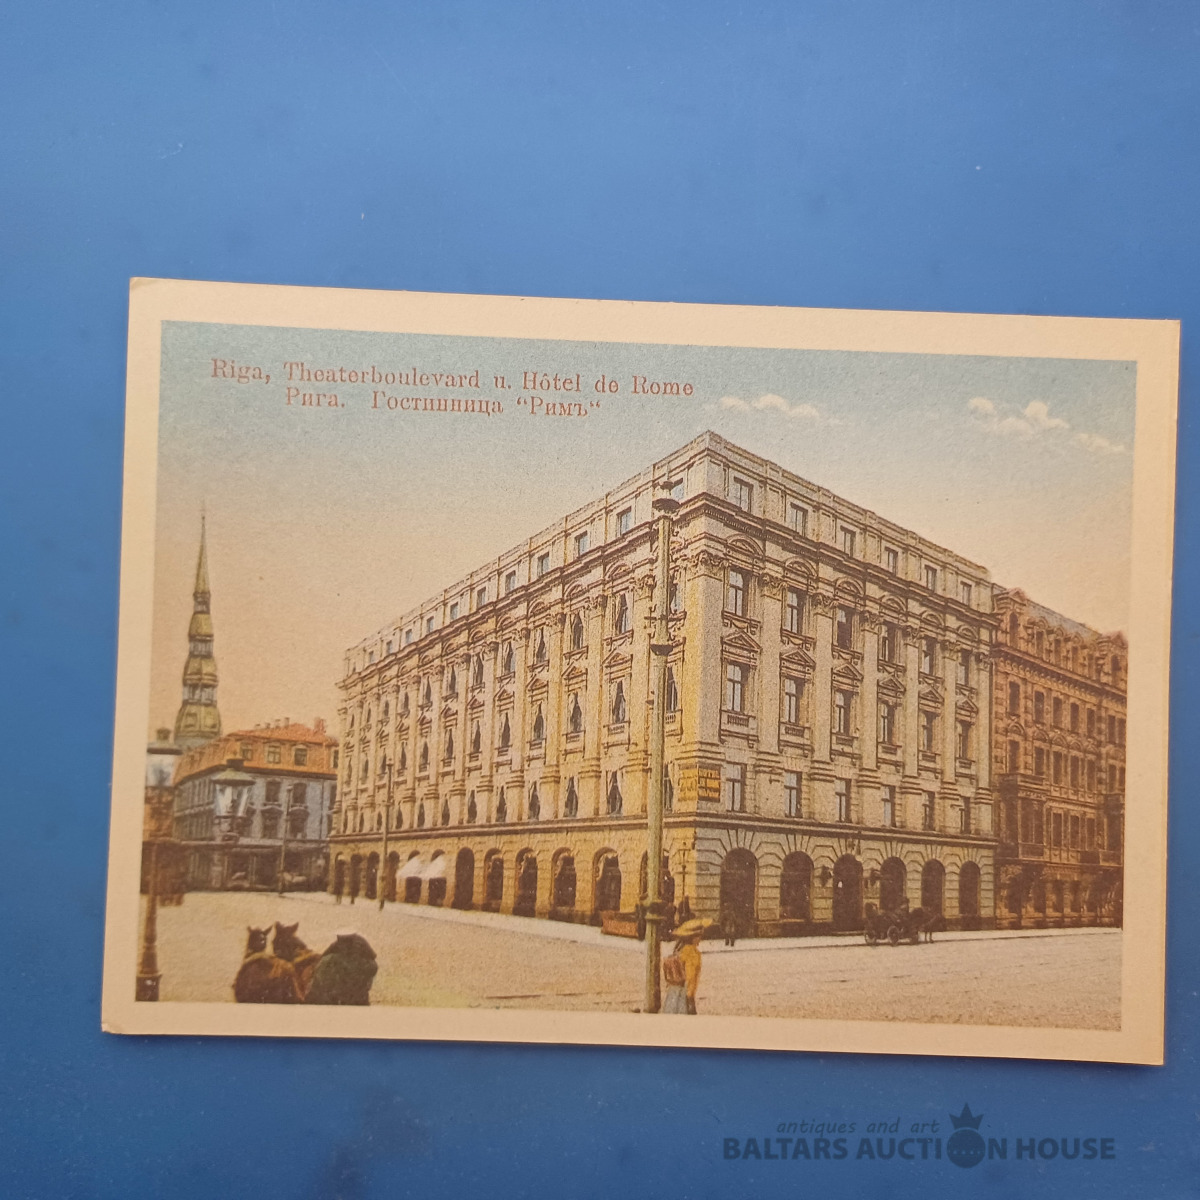 Riga, Theaterboulevard u. Hôtel de Rome
Рига. Гостинница “Римъ“
antiques and art
BALTARS AUCTION HOUSE